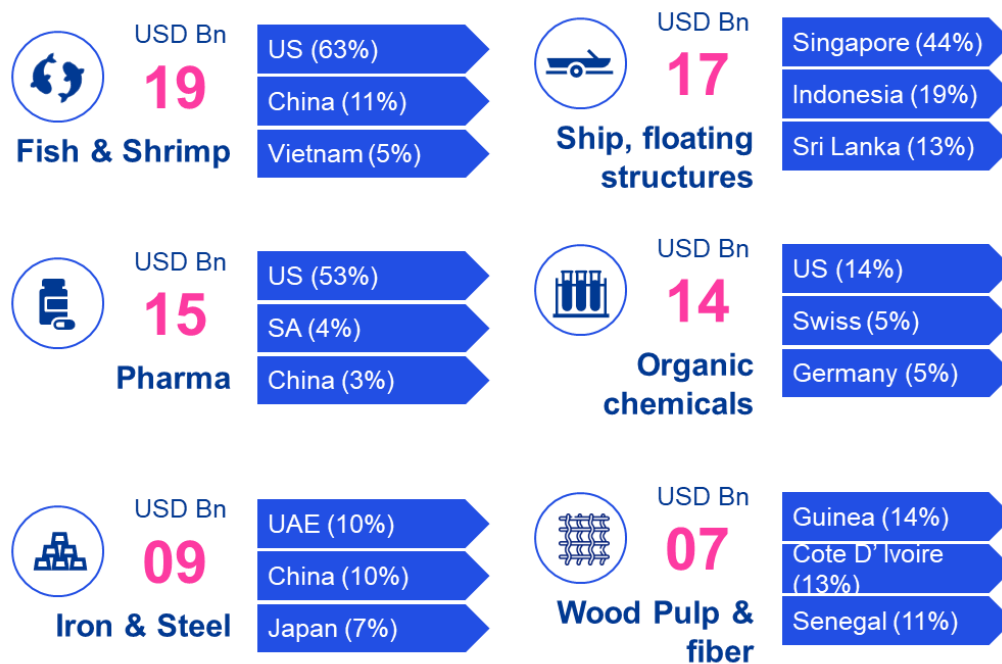 USD Bn
19
Fish & Shrimp
US (63%)
China (11%)
Vietnam (5%)
USD Bn
17
Ship, floating
structures
Singapore (44%)
Indonesia (19%)
Sri Lanka (13%)
USD Bn
15
Pharma
US (53%)
SA (4%)
China (3%)
USD Bn
14
Organic
chemicals
US (14%)
Swiss (5%)
Germany (5%)
USD Bn
09
Iron & Steel
UAE (10%)
China (10%)
Japan (7%)
USD Bn
07
Wood Pulp &
fiber
Guinea (14%)
Cote D’ Ivoire
(13%)
Senegal (11%)